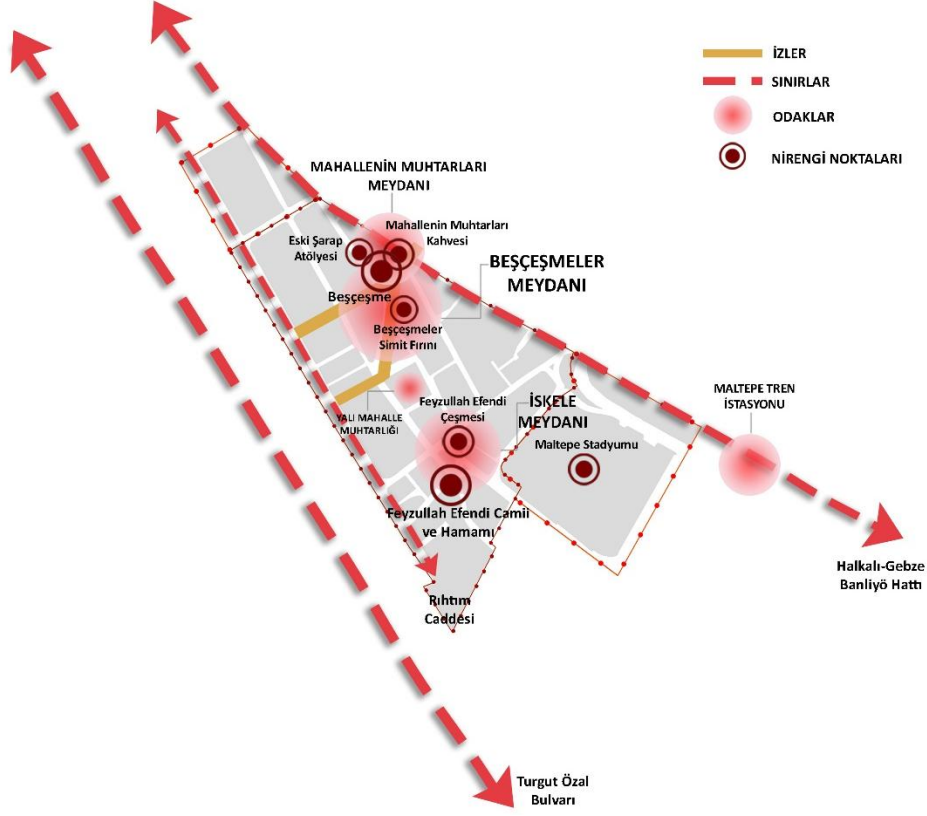 İZLER
SINIRLAR
ODAKLAR
NİRENGİ NOKTALARI
MAHALLENİN MUHTARLARI
MEYDANI
Eski Şarap
Atölyesi
Mahallenin Muhtarları
Kahvesi
BEŞÇEŞMELER
MEYDANI
Beşçeşme
Beşçeşmeler
Simit Fırını
YALI MAHALLE
MUHTARLIĞI
Feyzullah Efendi
Çeşmesi
İSKELE
MEYDANI
Maltepe Stadyumu
MALTEPE TREN
İSTASYONU
Feyzullah Efendi Camii
ve Hamamı
Halkalı-Gebze
Banliyö Hattı
Rıhtım
Caddesi
Turgut Özal
Bulvarı